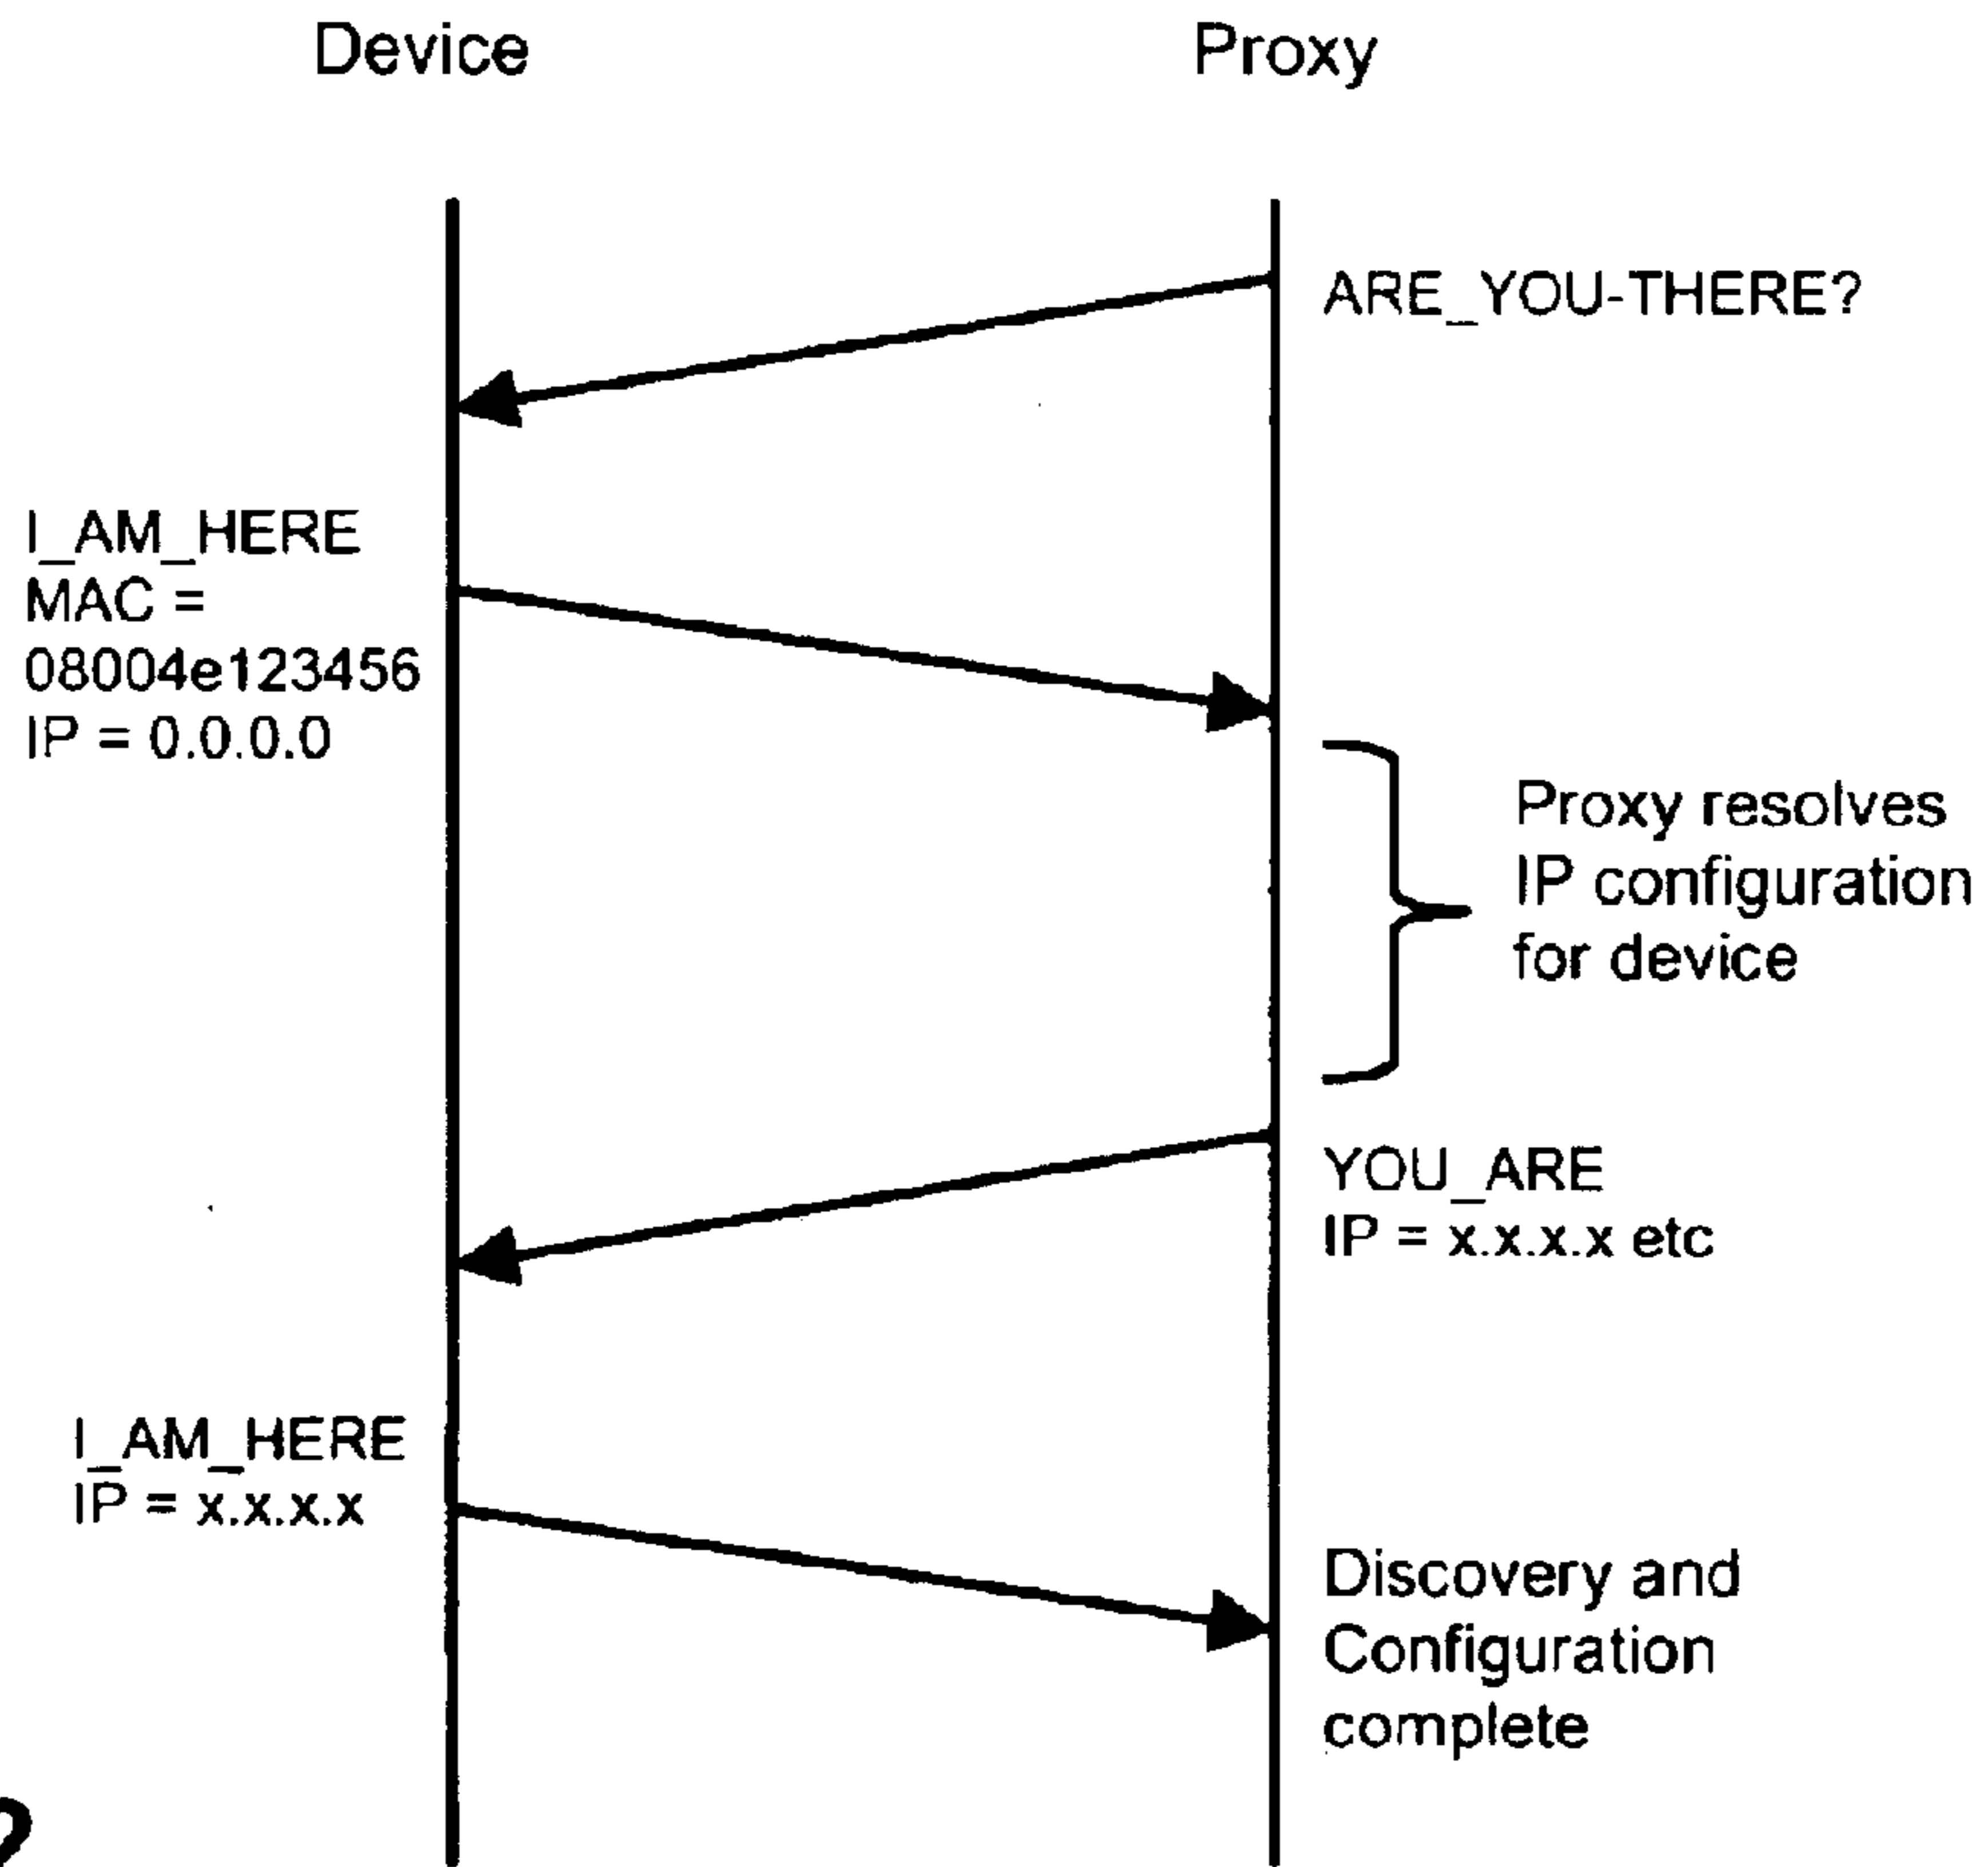 Device
Proxy
ARE_YOU-THERE?
I_AM_HERE
MAC =
08004e123456
IP = 0.0.0.0
Proxy resolves
IP configuration
for device
YOU_ARE
IP = x.x.x.x etc
I_AM_HERE
IP = x.x.x.x
Discovery and
Configuration
complete